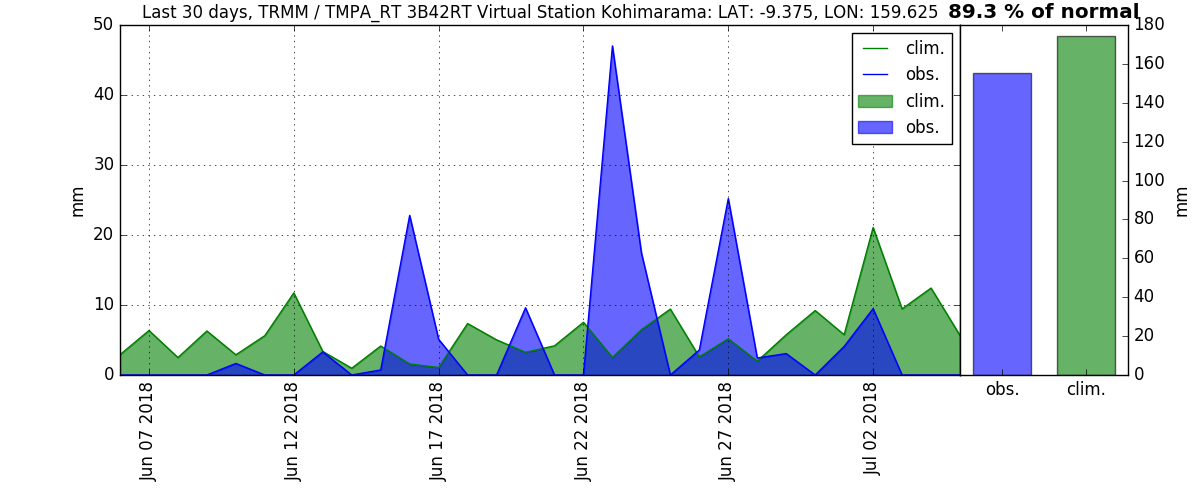 Last 30 days, TRMM / TMPA_RT 3B42RT Virtual Station Kohimarama: LAT: -9.375, LON: 159.625
89.3 % of normal
50
40
30
20
10
0
mm
clim.
obs.
clim.
obs.
Jun 07 2018
Jun 12 2018
Jun 17 2018
Jun 22 2018
Jun 27 2018
Jul 02 2018
180
160
140
120
100
80
60
40
20
0
mm
obs.
clim.